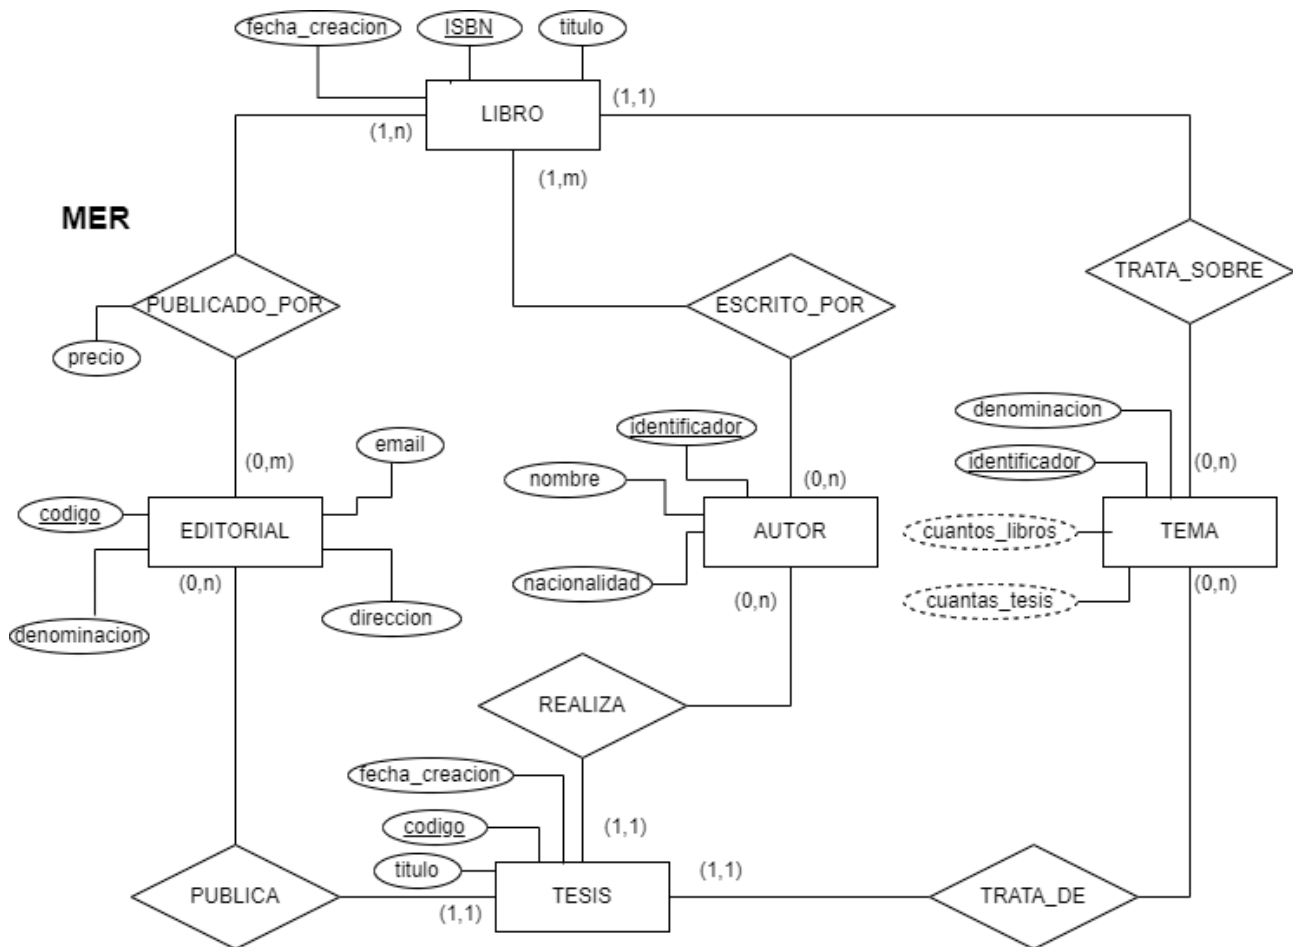 fecha_creacion
ISBN
titulo
LIBRO
(1,1)
(1,n)
(1,m)
MER
PUBLICADO_POR
ESCRITO_POR
TRATA_SOBRE
precio
denominacion
identificador
email
(0,m)
identificador
(0,n)
(0,n)
nombre
codigo
EDITORIAL
AUTOR
cuantos_libros
TEMA
(0,n)
nacionalidad
(0,n)
(0,n)
cuantas_tesis
direccion
denominacion
REALIZA
fecha_creacion
codigo
(1,1)
titulo
(1,1)
PUBLICA
TESIS
TRATA_DE
(1,1)